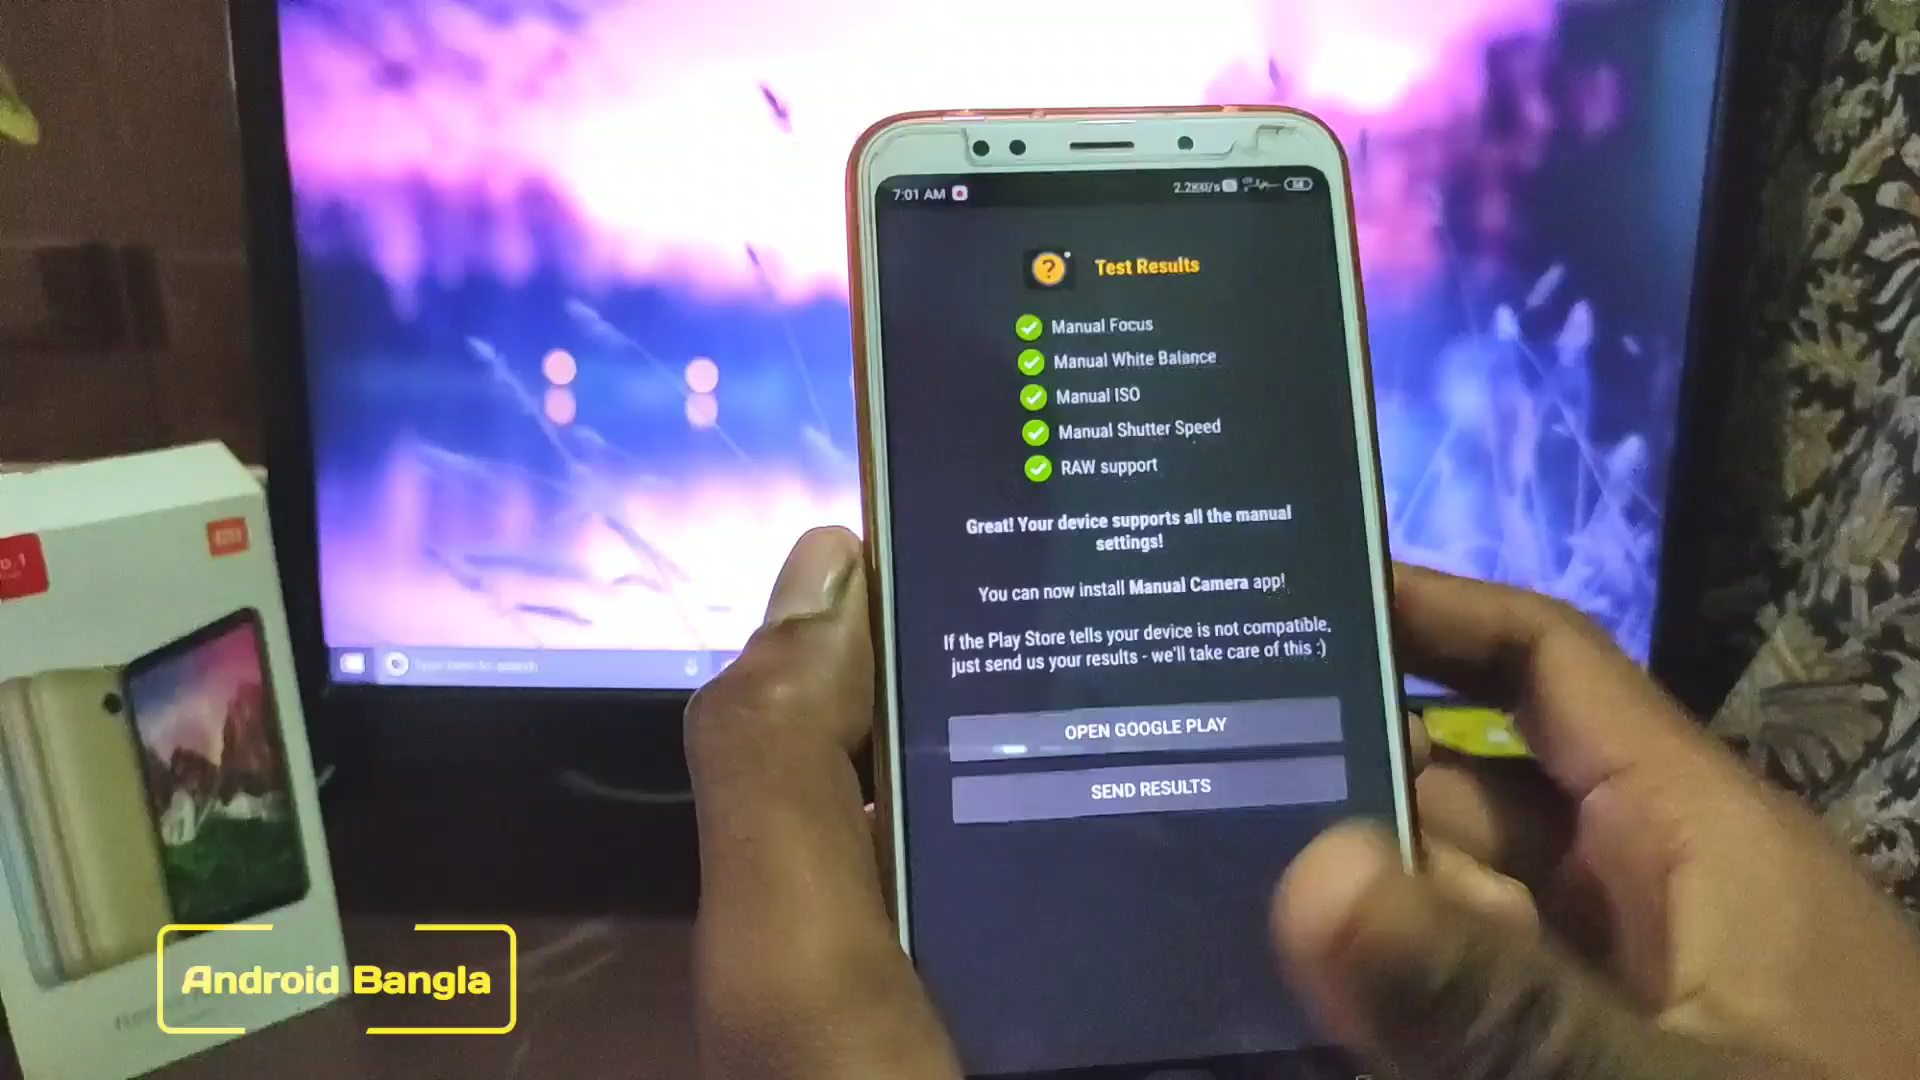 7:01 AM
Test Results
Manual Focus
Manual White Balance
Manual ISO
Manual Shutter Speed
RAW support
Great! Your device supports all the manual
settings!
You can now install Manual Camera app!
If the Play Store tells your device is not compatible,
just send us your results - we'll take care of this :)
OPEN GOOGLE PLAY
SEND RESULTS
Android Bangla